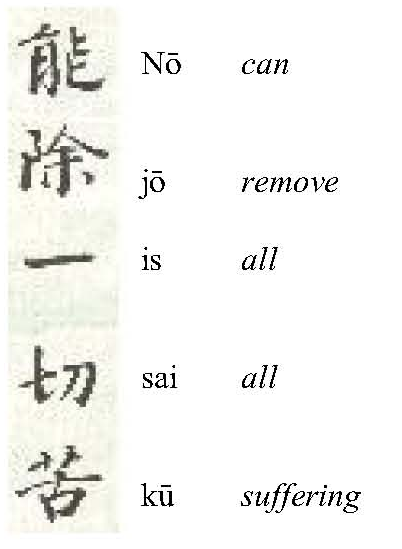 能 Nō can
除 jō remove
一 is all
切 sai all
苦 kū suffering